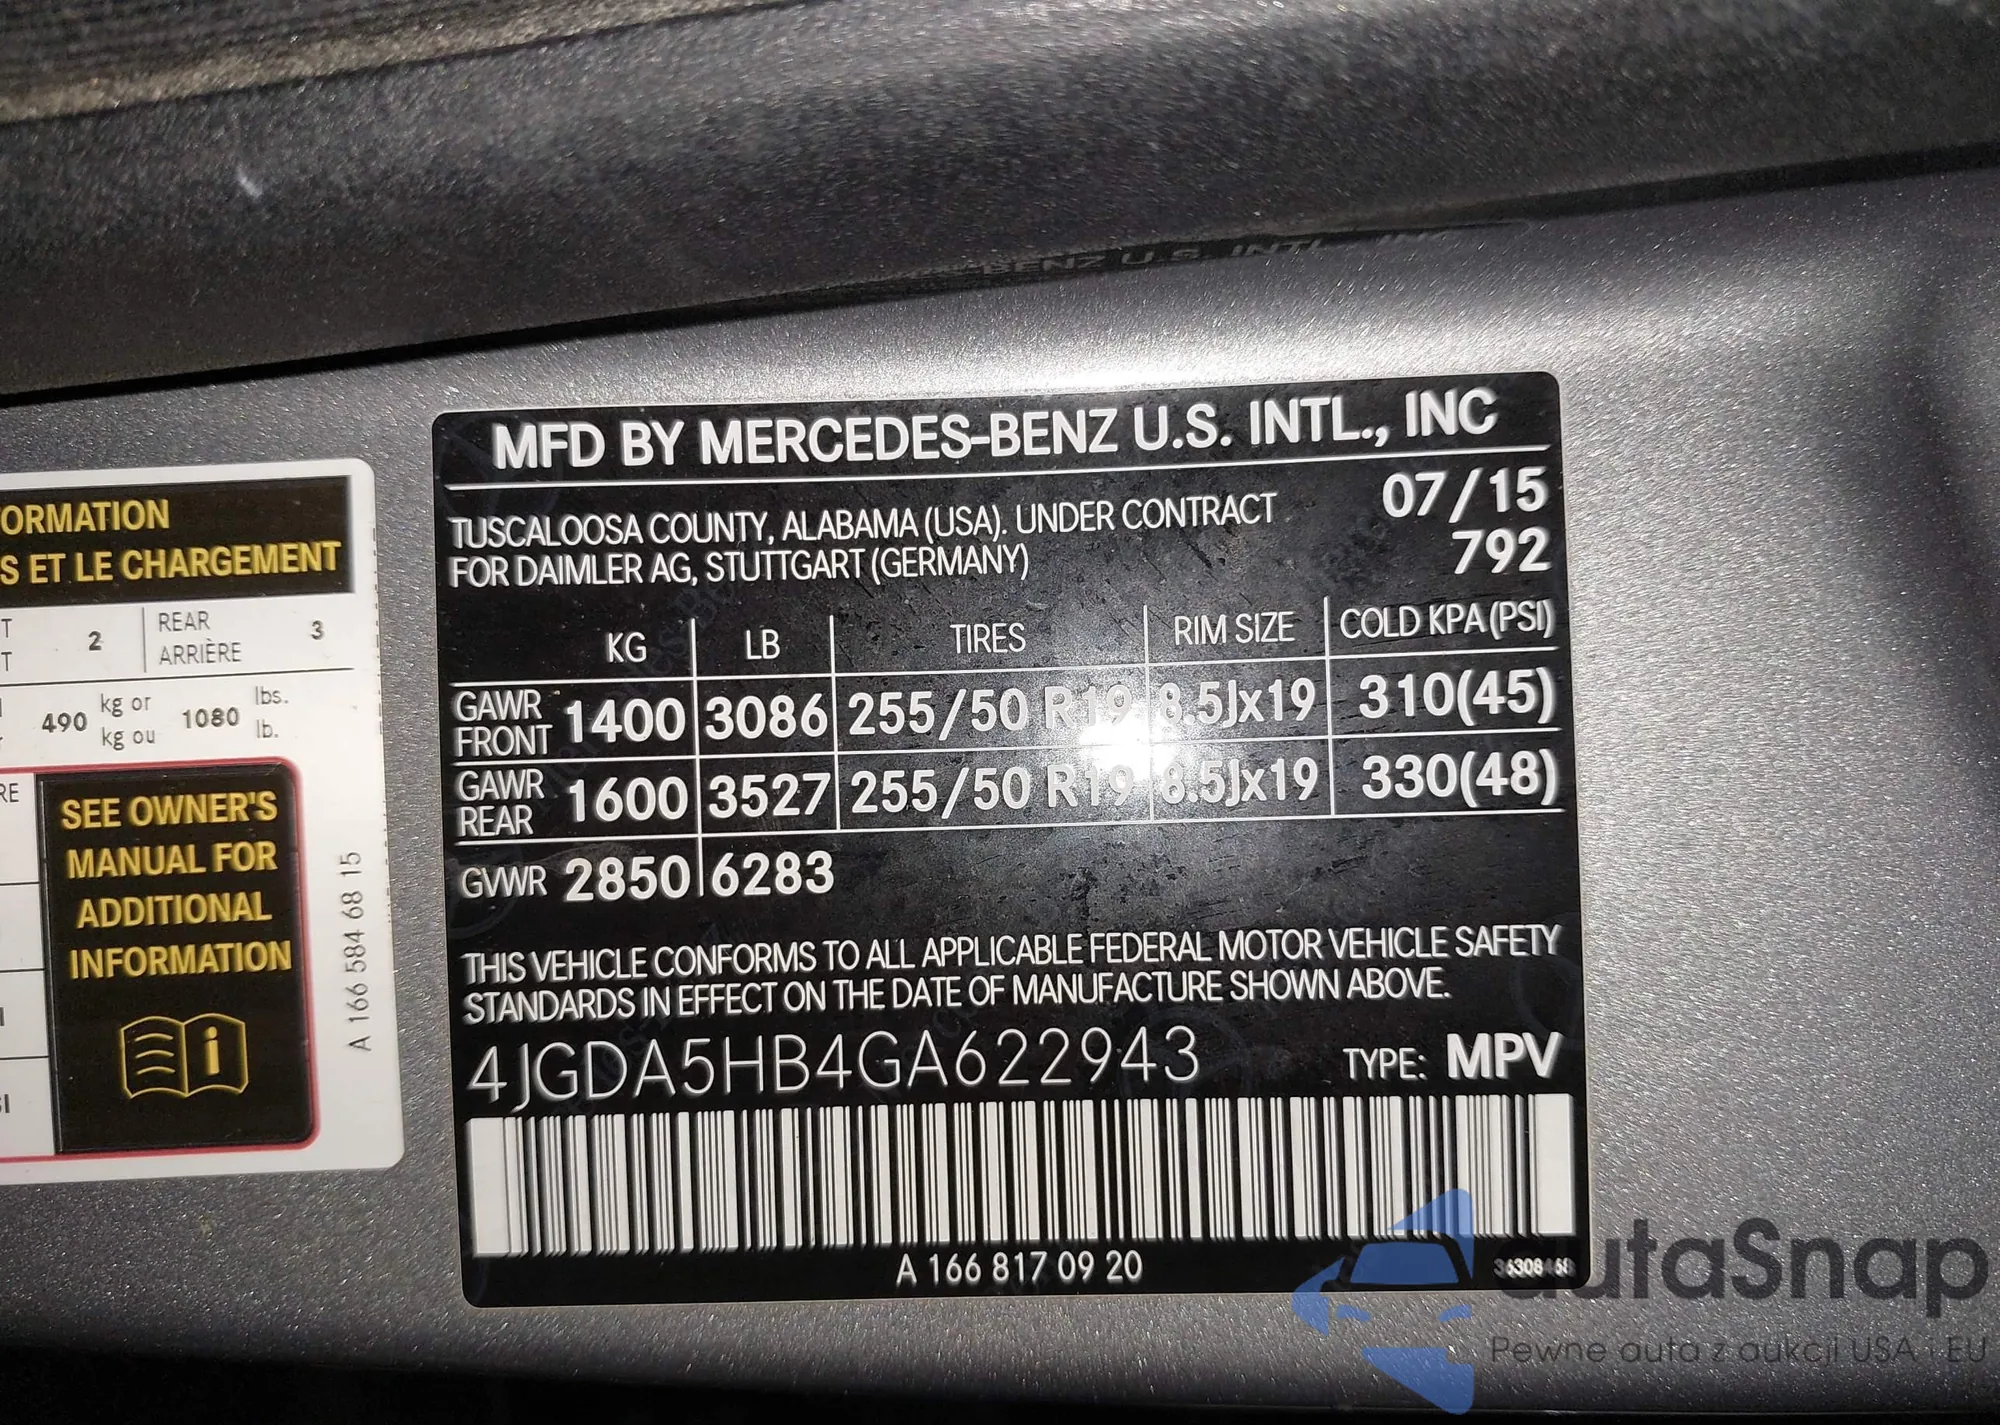 ORMATION
S ET LE CHARGEMENT
T 2 REAR 3
T ARRIÈRE
490 kg or 1080 lbs.
kg ou lb.
RE
SEE OWNER'S
MANUAL FOR
ADDITIONAL
INFORMATION
A 166 584 68 15
BENZ U.S. INTL., INC
MFD BY MERCEDES-BENZ U.S. INTL., INC
TUSCALOOSA COUNTY, ALABAMA (USA). UNDER CONTRACT 07/15
FOR DAIMLER AG, STUTTGART (GERMANY) 792
KG LB TIRES RIM SIZE COLD KPA (PSI)
GAWR FRONT 1400 3086 255/50 R19 8.5Jx19 310(45)
GAWR REAR 1600 3527 255/50 R19 8.5Jx19 330(48)
GVWR 2850 6283
THIS VEHICLE CONFORMS TO ALL APPLICABLE FEDERAL MOTOR VEHICLE SAFETY
STANDARDS IN EFFECT ON THE DATE OF MANUFACTURE SHOWN ABOVE.
4JGDA5HB4GA622943 TYPE: MPV
A 166 817 09 20
autaSnap
Pewne auta z aukcji USA i EU